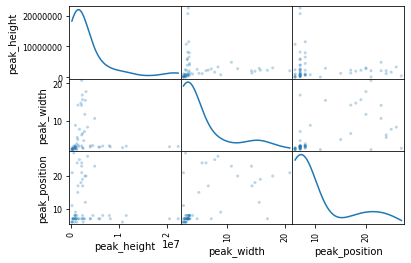 peak_height
20000000
10000000
0
peak_width
20
10
peak_position
20
10
0
1
2
1e7
peak_height
10
20
peak_width
10
20
peak_position